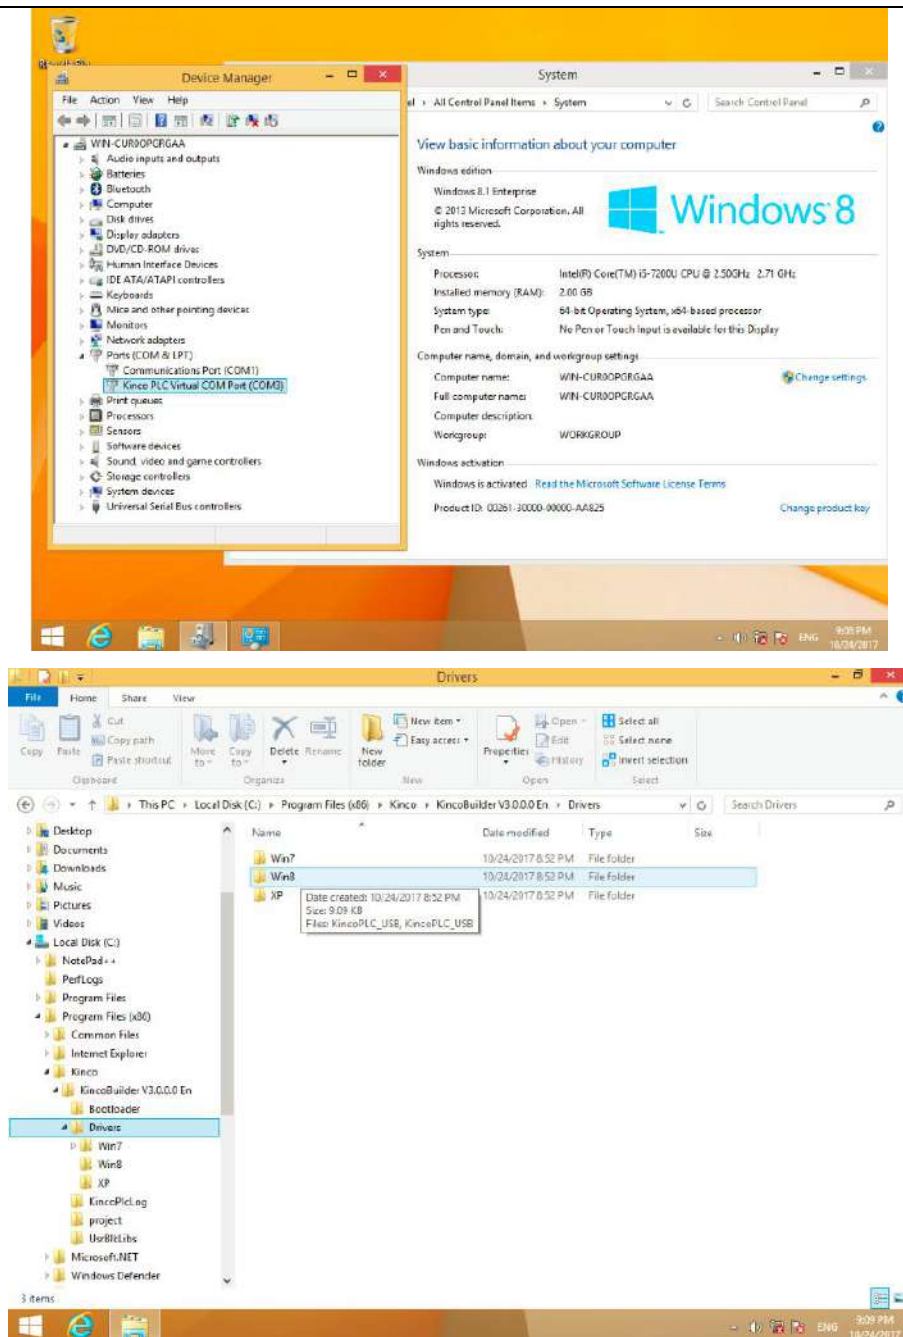 Device Manager
File Action View Help
WIN-CUR0OPGRGAA
Audio inputs and outputs
Batteries
Bluetooth
Computer
Disk drives
Display adapters
DVD/CD-ROM drives
Human Interface Devices
IDE ATA/ATAPI controllers
Keyboards
Mice and other pointing devices
Monitors
Network adapters
Ports (COM & LPT)
Communications Port (COM1)
Kinco PLC Virtual COM Port (COM3)
Print queues
Processors
Sensors
Software devices
Sound, video and game controllers
Storage controllers
System devices
Universal Serial Bus controllers
System
All Control Panel Items System
Search Control Panel
View basic information about your computer
Windows edition
Windows 8.1 Enterprise
© 2013 Microsoft Corporation. All
rights reserved.
Windows 8
System
Processor: Intel(R) Core(TM) i5-7200U CPU @ 2.50GHz 2.71 GHz
Installed memory (RAM): 2.00 GB
System type: 64-bit Operating System, x64-based processor
Pen and Touch: No Pen or Touch Input is available for this Display
Computer name, domain, and workgroup settings
Computer name: WIN-CUR0OPGRGAA Change settings
Full computer name: WIN-CUR0OPGRGAA
Computer description:
Workgroup: WORKGROUP
Windows activation
Windows is activated Read the Microsoft Software License Terms
Product ID: 00261-30000-00000-AA825 Change product key
ENG
9:08 PM
10/24/2017
Drivers
File Home Share View
Copy Paste
Cut
Copy path
Paste shortcut
Clipboard
Move to
Copy to
Delete Rename
Organize
New folder
New item
Easy access
New
Properties
Open
Edit
History
Open
Select all
Select none
Invert selection
Select
This PC Local Disk (C:) Program Files (x86) Kinco KincoBuilder V3.0.0.0 En Drivers
Search Drivers
Desktop
Documents
Downloads
Music
Pictures
Videos
Local Disk (C:)
NotePad++
PerfLogs
Program Files
Program Files (x86)
Common Files
Internet Explorer
Kinco
KincoBuilder V3.0.0.0 En
Bootloader
Drivers
Win7
Win8
XP
KincoPlcLog
project
UsrBltLibs
Microsoft.NET
Windows Defender
Name Date modified Type Size
Win7 10/24/2017 8:52 PM File folder
Win8 10/24/2017 8:52 PM File folder
XP 10/24/2017 8:52 PM File folder
Date created: 10/24/2017 8:52 PM
Size: 9.09 KB
Files: KincoPLC_USB, KincoPLC_USB
3 items
ENG
9:09 PM
10/24/2017